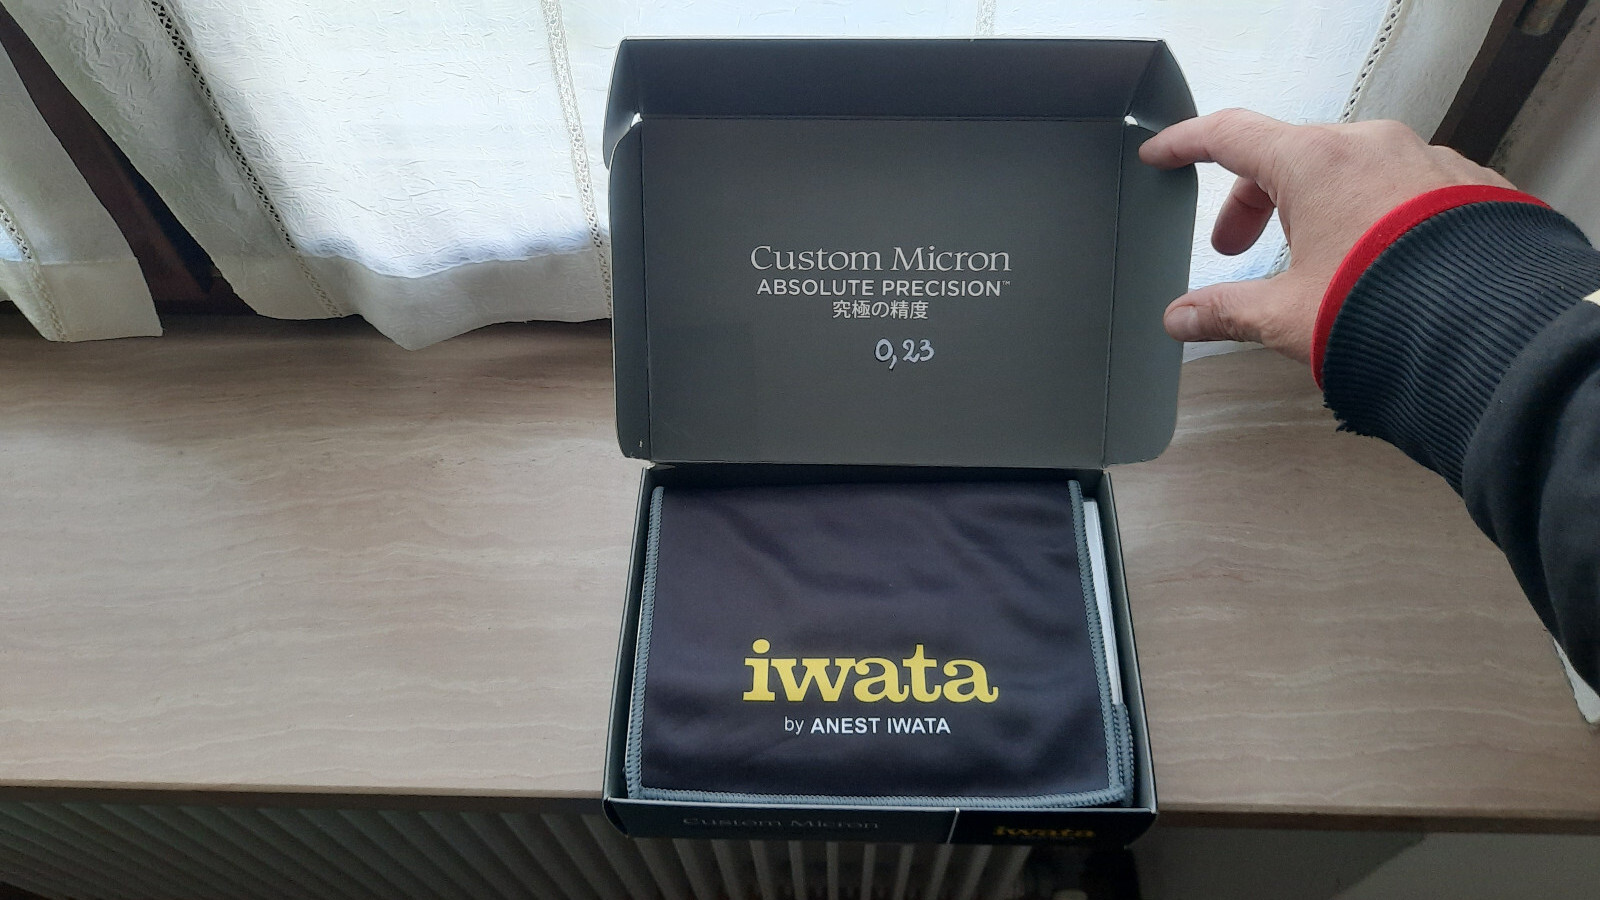 Custom Micron
ABSOLUTE PRECISION™
究極の精度
0,23
iwata
by ANEST IWATA
Custom Micron
iwata